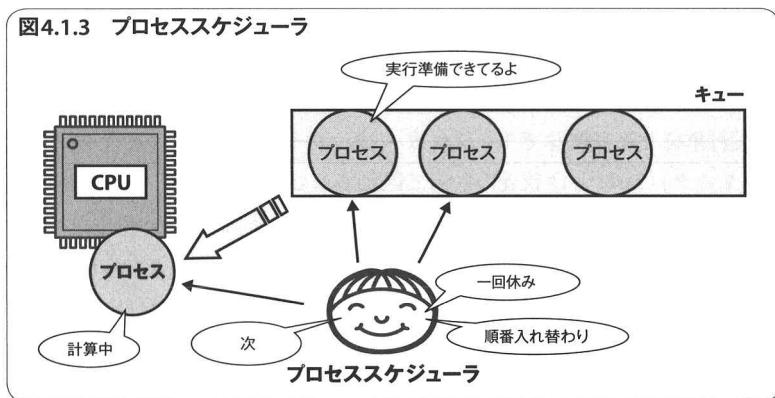 図4.1.3 プロセススケジューラ
実行準備できてるよ
キュー
プロセス
プロセス
プロセス
CPU
プロセス
計算中
次
一回休み
順番入れ替わり
プロセススケジューラ